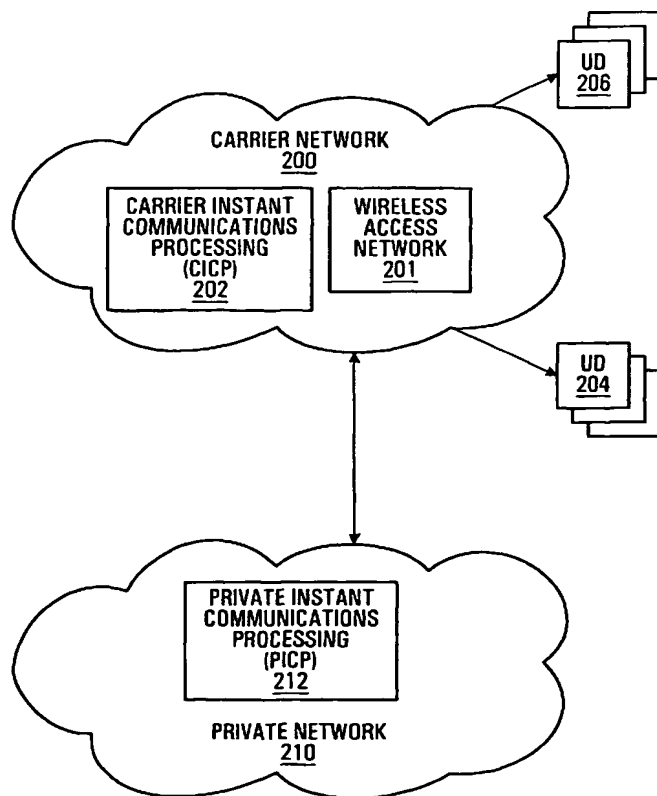 UD
206
CARRIER NETWORK
200
CARRIER INSTANT
COMMUNICATIONS
PROCESSING
(CICP)
202
WIRELESS
ACCESS
NETWORK
201
UD
204
PRIVATE INSTANT
COMMUNICATIONS
PROCESSING
(PICP)
212
PRIVATE NETWORK
210